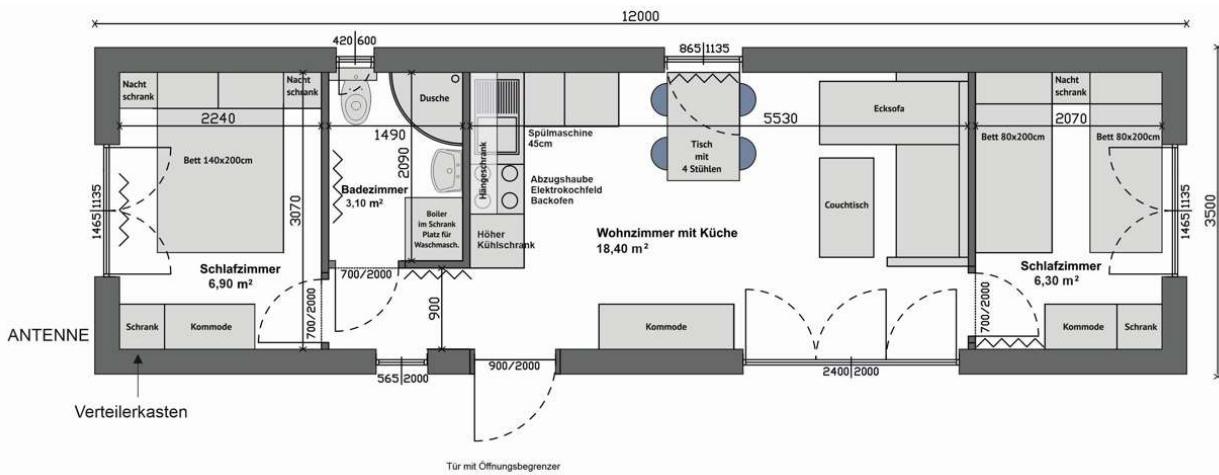 12000
420|600
865|1135
Nacht
schrank
Nacht
schrank
2240
Bett 140x200cm
3070
1465|1135
Schlafzimmer
6,90 m²
700/2000
Schrank
Kommode
ANTENNE
Verteilerkasten
Dusche
1490
2090
Badezimmer
3,10 m²
Boiler
im Schrank
Platz für
Waschmasch.
700/2000
900
565|2000
Hängeschrank
Spülmaschine
45cm
Abzugshaube
Elektrokochfeld
Backofen
Höher
Kühlschrank
Tisch
mit
4 Stühlen
5530
Ecksofa
Couchtisch
Wohnzimmer mit Küche
18,40 m²
Kommode
900/2000
2400|2000
Tür mit Öffnungsbegrenzer
Nacht
schrank
2070
Bett 80x200cm
Bett 80x200cm
Schlafzimmer
6,30 m²
700/2000
Kommode
Schrank
1465|1135
3500